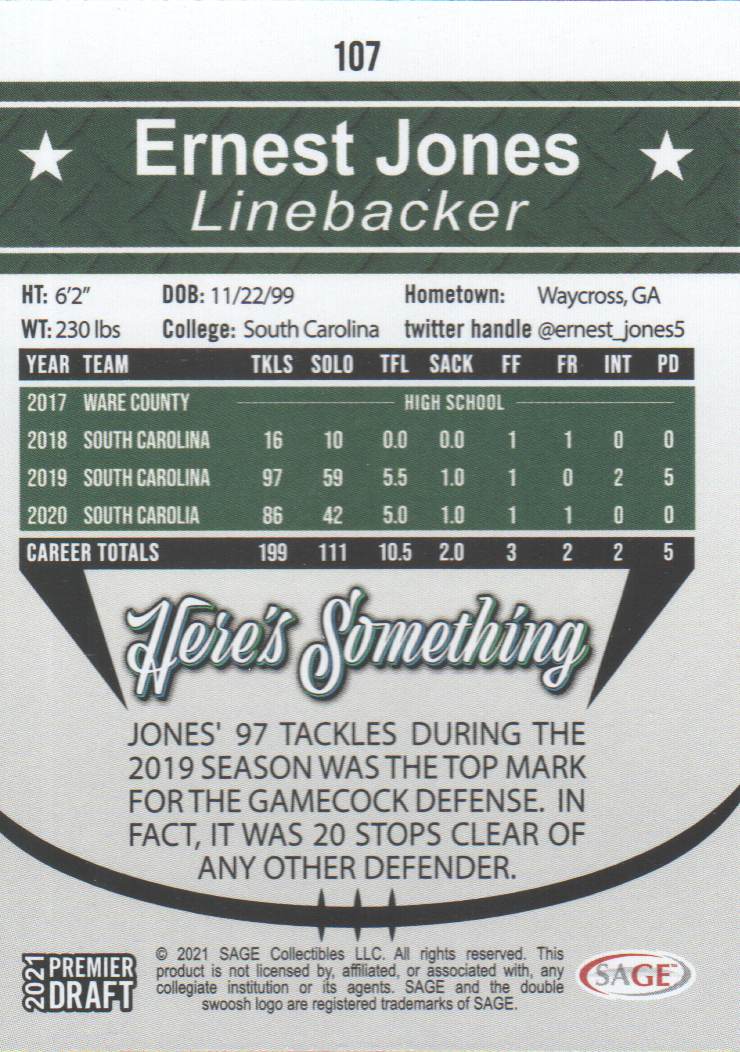 107
Ernest Jones
Linebacker
HT: 6'2" DOB: 11/22/99 Hometown: Waycross, GA
WT: 230 lbs College: South Carolina twitter handle @ernest_jones5
YEAR TEAM TKLS SOLO TFL SACK FF FR INT PD
2017 WARE COUNTY HIGH SCHOOL
2018 SOUTH CAROLINA 16 10 0.0 0.0 1 1 0 0
2019 SOUTH CAROLINA 97 59 5.5 1.0 1 0 2 5
2020 SOUTH CAROLIA 86 42 5.0 1.0 1 1 0 0
CAREER TOTALS 199 111 10.5 2.0 3 2 2 5
Here's Something
JONES' 97 TACKLES DURING THE
2019 SEASON WAS THE TOP MARK
FOR THE GAMECOCK DEFENSE. IN
FACT, IT WAS 20 STOPS CLEAR OF
ANY OTHER DEFENDER.
2021 PREMIER
DRAFT
© 2021 SAGE Collectibles LLC. All rights reserved. This
product is not licensed by, affiliated, or associated with, any
collegiate institution or its agents. SAGE and the double
swoosh logo are registered trademarks of SAGE.
SAGE™